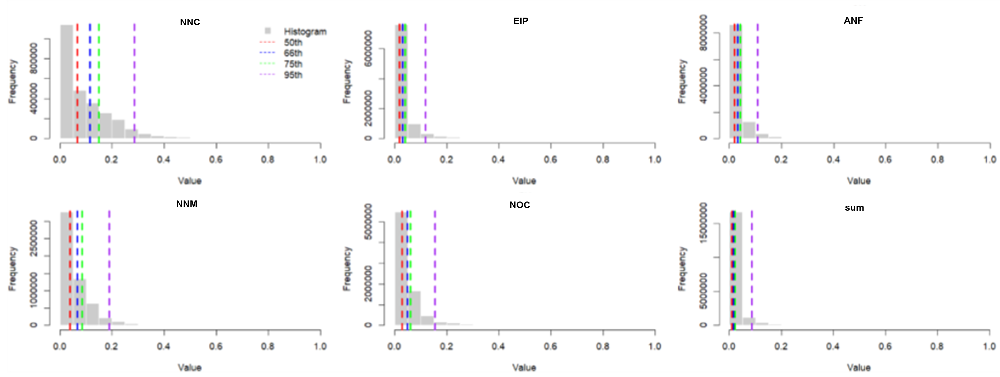 NNC
Frequency
0
400000
800000
0.0 0.2 0.4 0.6 0.8 1.0
Value
Histogram
50th
66th
75th
95th
EIP
Frequency
0
2000000
6000000
0.0 0.2 0.4 0.6 0.8 1.0
Value
ANF
Frequency
0
4000000
8000000
0.0 0.2 0.4 0.6 0.8 1.0
Value
NNM
Frequency
0
1000000
2500000
0.0 0.2 0.4 0.6 0.8 1.0
Value
NOC
Frequency
0
2000000
5000000
0.0 0.2 0.4 0.6 0.8 1.0
Value
sum
Frequency
0
5000000
15000000
0.0 0.2 0.4 0.6 0.8 1.0
Value